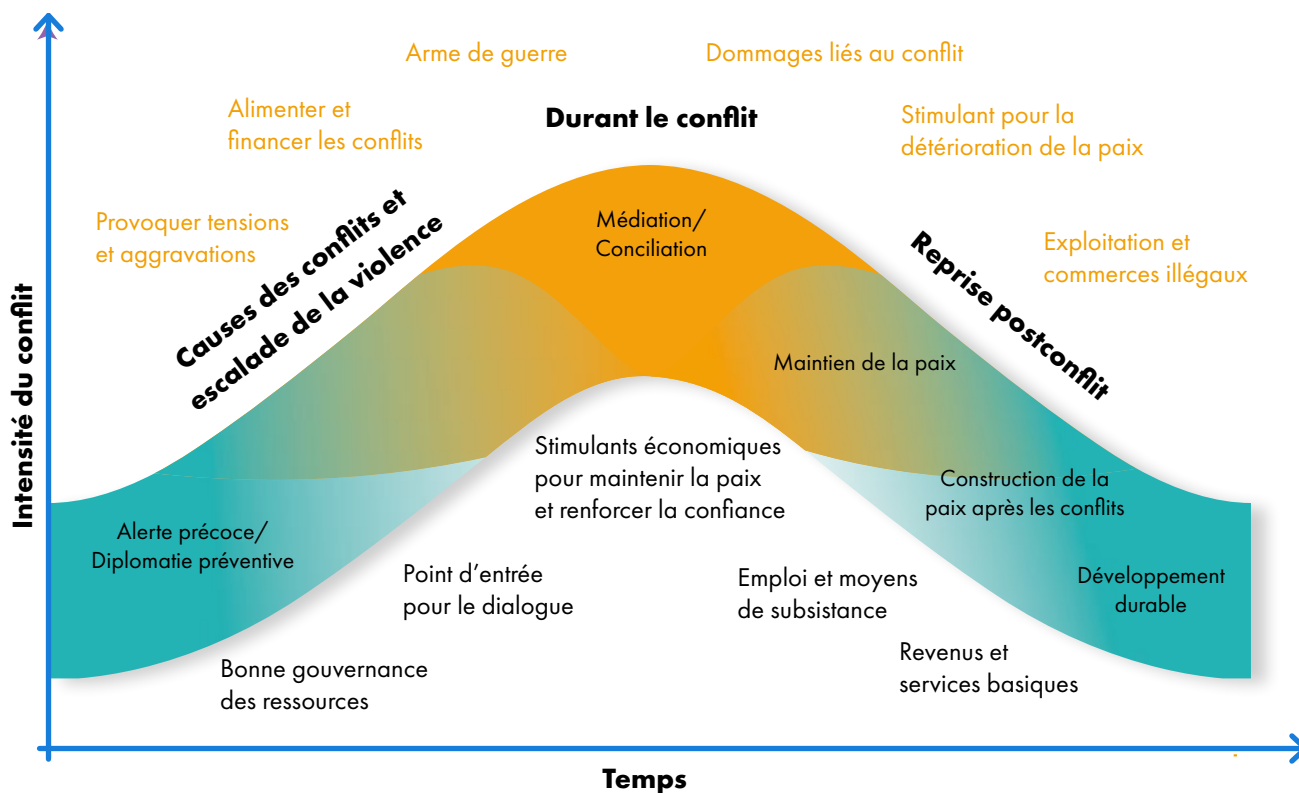 Arme de guerre
Dommages liés au conflit
Alimenter et
financer les conflits
Durant le conflit
Stimulant pour la
détérioration de la paix
Provoquer tensions
et aggravations
Causes des conflits et
escalade de la violence
Médiation/
Conciliation
Reprise postconflit
Exploitation et
commerces illégaux
Intensité du conflit
Maintien de la paix
Stimulants économiques
pour maintenir la paix
et renforcer la confiance
Construction de la
paix après les conflits
Alerte précoce/
Diplomatie préventive
Point d’entrée
pour le dialogue
Emploi et moyens
de subsistance
Développement
durable
Bonne gouvernance
des ressources
Revenus et
services basiques
Temps